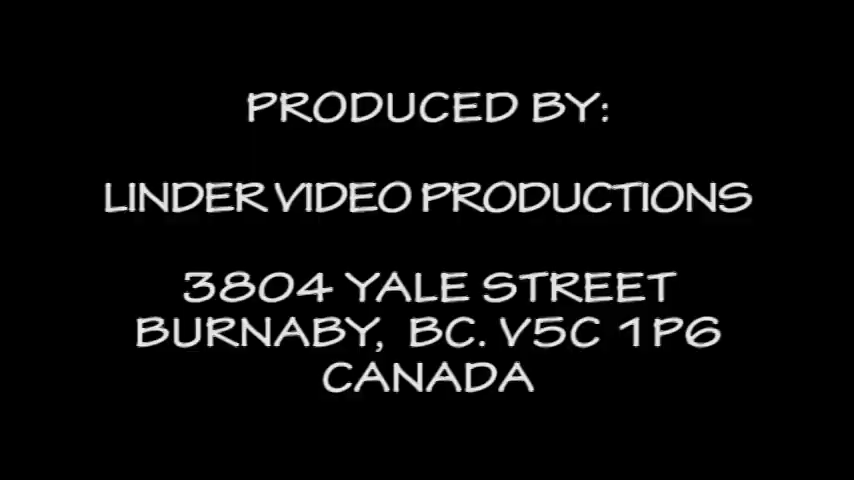 PRODUCED BY:
LINDER VIDEO PRODUCTIONS
3804 YALE STREET
BURNABY, BC. V5C 1P6
CANADA